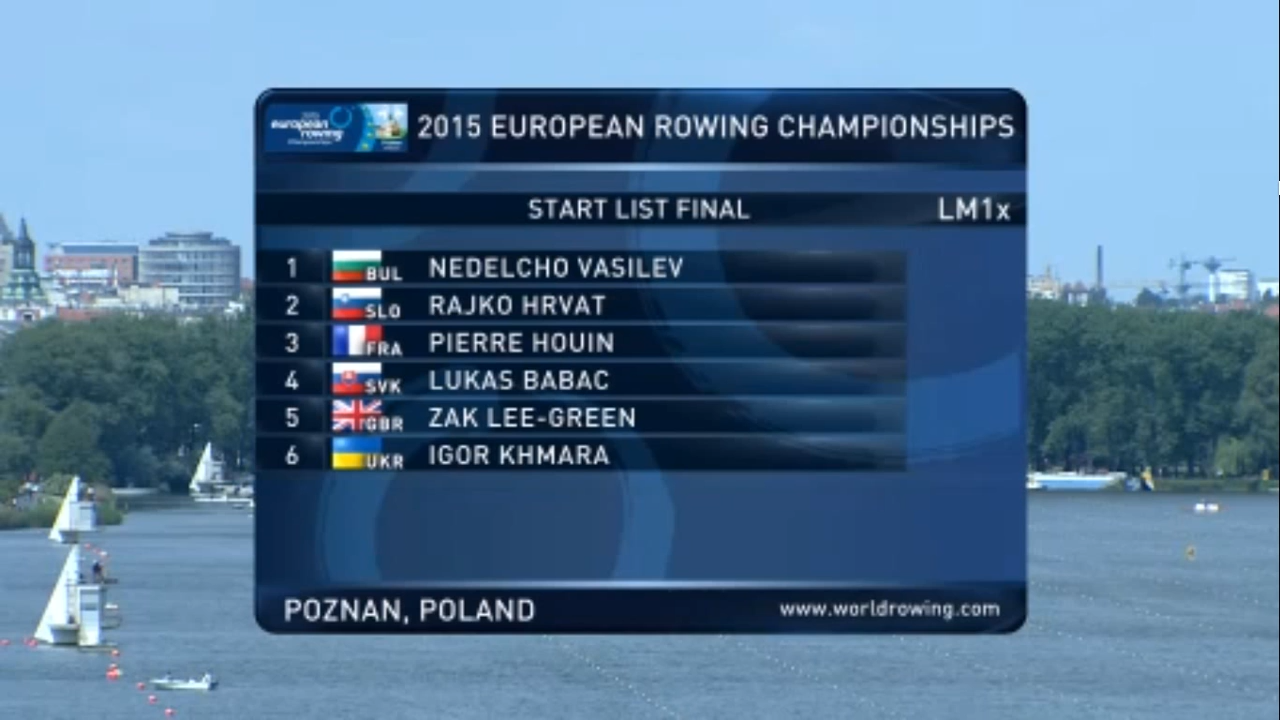 european
rowing
2015 EUROPEAN ROWING CHAMPIONSHIPS
START LIST FINAL LM1x
1 BUL NEDELCHO VASILEV
2 SLO RAJKO HRVAT
3 FRA PIERRE HOUIN
4 SVK LUKAS BABAC
5 GBR ZAK LEE-GREEN
6 UKR IGOR KHMARA
POZNAN, POLAND www.worldrowing.com